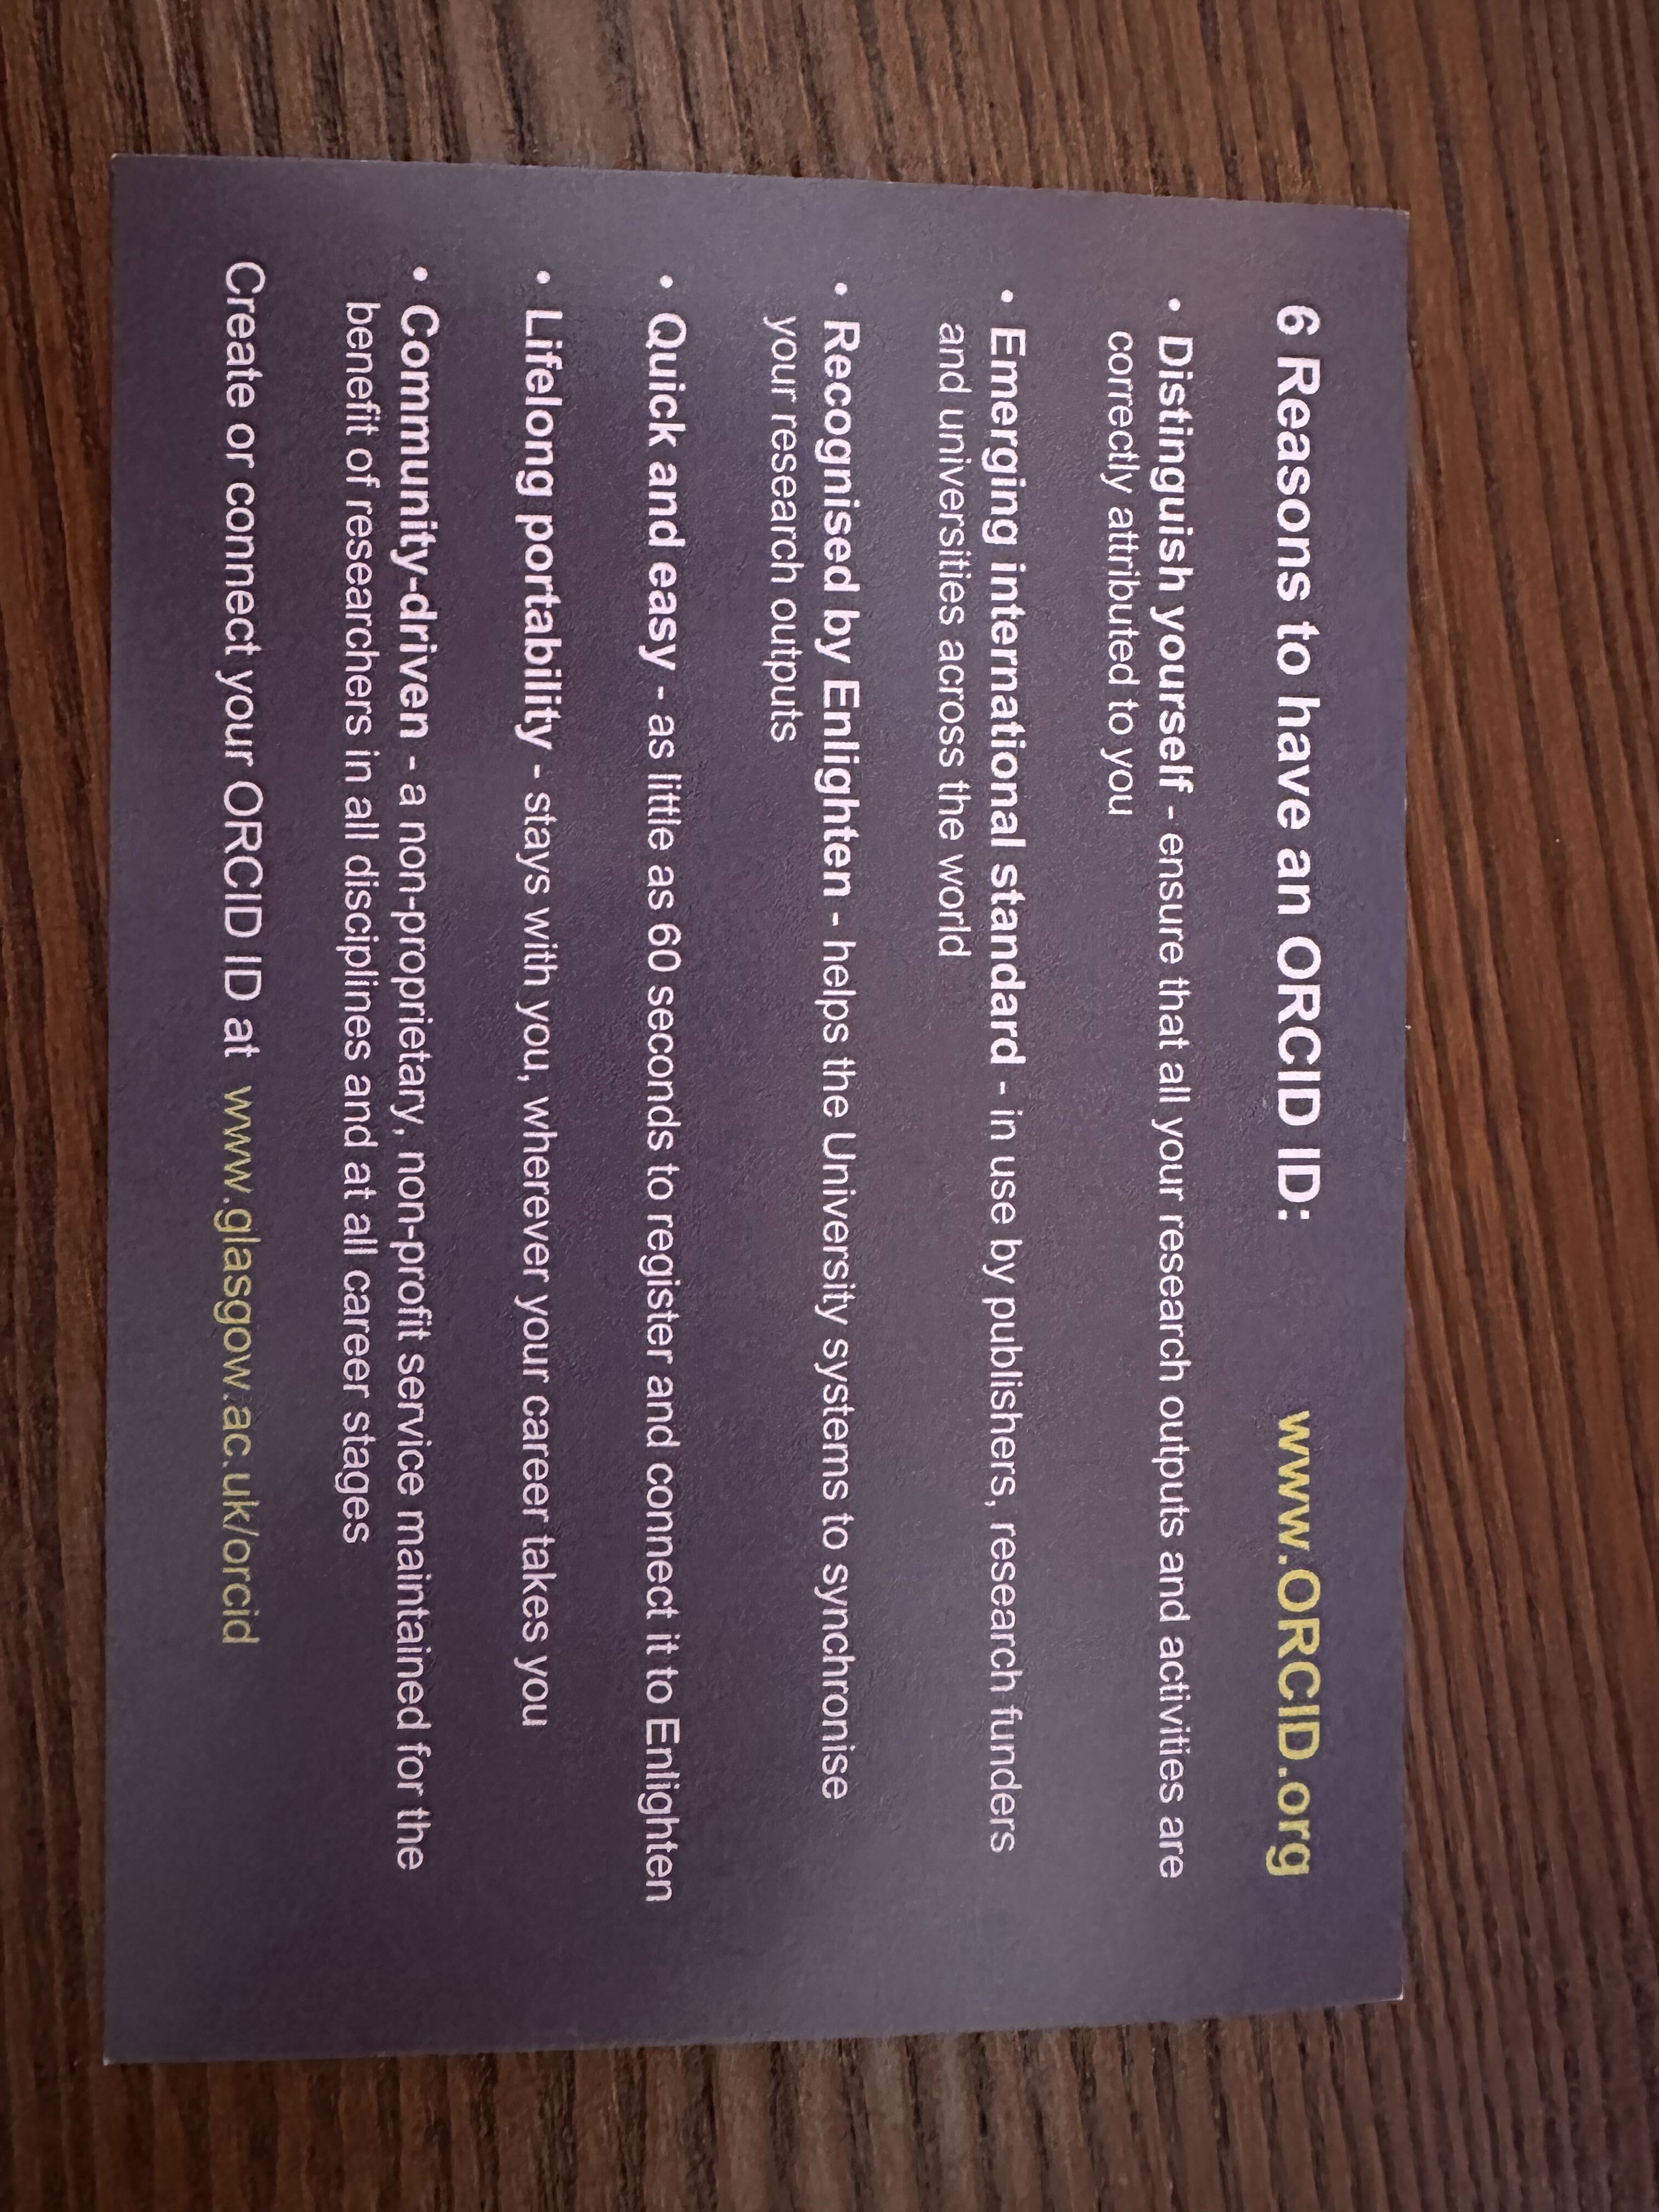 6 Reasons to have an ORCID ID: www.ORCID.org
• Distinguish yourself - ensure that all your research outputs and activities are
correctly attributed to you
• Emerging international standard - in use by publishers, research funders
and universities across the world
• Recognised by Enlighten - helps the University systems to synchronise
your research outputs
• Quick and easy - as little as 60 seconds to register and connect it to Enlighten
• Lifelong portability - stays with you, wherever your career takes you
• Community-driven - a non-proprietary, non-profit service maintained for the
benefit of researchers in all disciplines and at all career stages
Create or connect your ORCID ID at www.glasgow.ac.uk/orcid